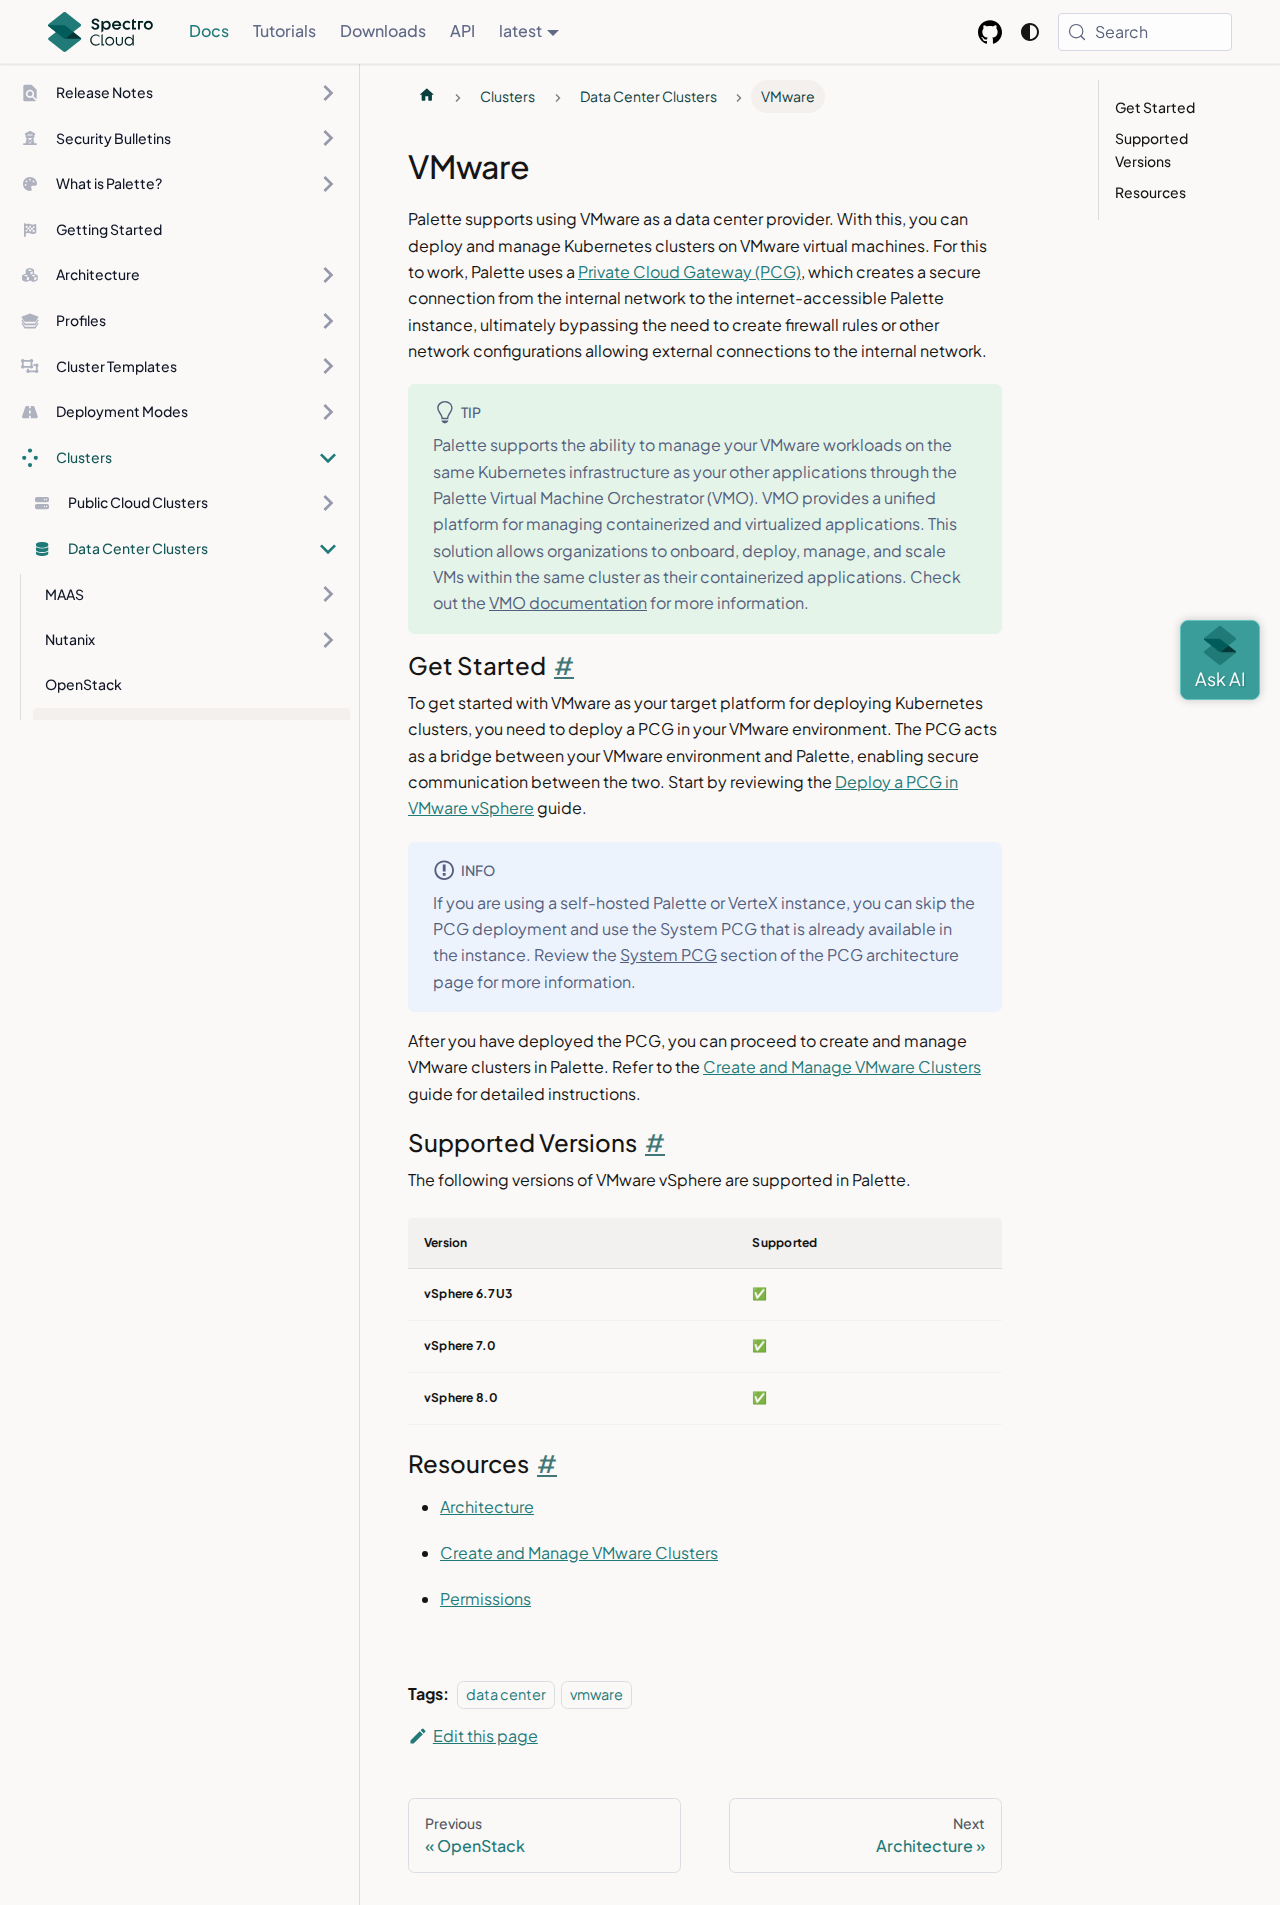 Spectro
Cloud
Docs
Tutorials
Downloads
API
latest
Search
Release Notes
Security Bulletins
What is Palette?
Getting Started
Architecture
Profiles
Cluster Templates
Deployment Modes
Clusters
Public Cloud Clusters
Data Center Clusters
MAAS
Nutanix
OpenStack
Clusters
Data Center Clusters
VMware
VMware
Palette supports using VMware as a data center provider. With this, you can
deploy and manage Kubernetes clusters on VMware virtual machines. For this
to work, Palette uses a Private Cloud Gateway (PCG), which creates a secure
connection from the internal network to the internet-accessible Palette
instance, ultimately bypassing the need to create firewall rules or other
network configurations allowing external connections to the internal network.
TIP
Palette supports the ability to manage your VMware workloads on the
same Kubernetes infrastructure as your other applications through the
Palette Virtual Machine Orchestrator (VMO). VMO provides a unified
platform for managing containerized and virtualized applications. This
solution allows organizations to onboard, deploy, manage, and scale
VMs within the same cluster as their containerized applications. Check
out the VMO documentation for more information.
Get Started #
To get started with VMware as your target platform for deploying Kubernetes
clusters, you need to deploy a PCG in your VMware environment. The PCG acts
as a bridge between your VMware environment and Palette, enabling secure
communication between the two. Start by reviewing the Deploy a PCG in
VMware vSphere guide.
INFO
If you are using a self-hosted Palette or VerteX instance, you can skip the
PCG deployment and use the System PCG that is already available in
the instance. Review the System PCG section of the PCG architecture
page for more information.
After you have deployed the PCG, you can proceed to create and manage
VMware clusters in Palette. Refer to the Create and Manage VMware Clusters
guide for detailed instructions.
Supported Versions #
The following versions of VMware vSphere are supported in Palette.
Version Supported
vSphere 6.7U3 ✅
vSphere 7.0 ✅
vSphere 8.0 ✅
Resources #
Architecture
Create and Manage VMware Clusters
Permissions
Tags: data center vmware
Edit this page
Previous
« OpenStack
Next
Architecture »
Get Started
Supported
Versions
Resources
Ask AI